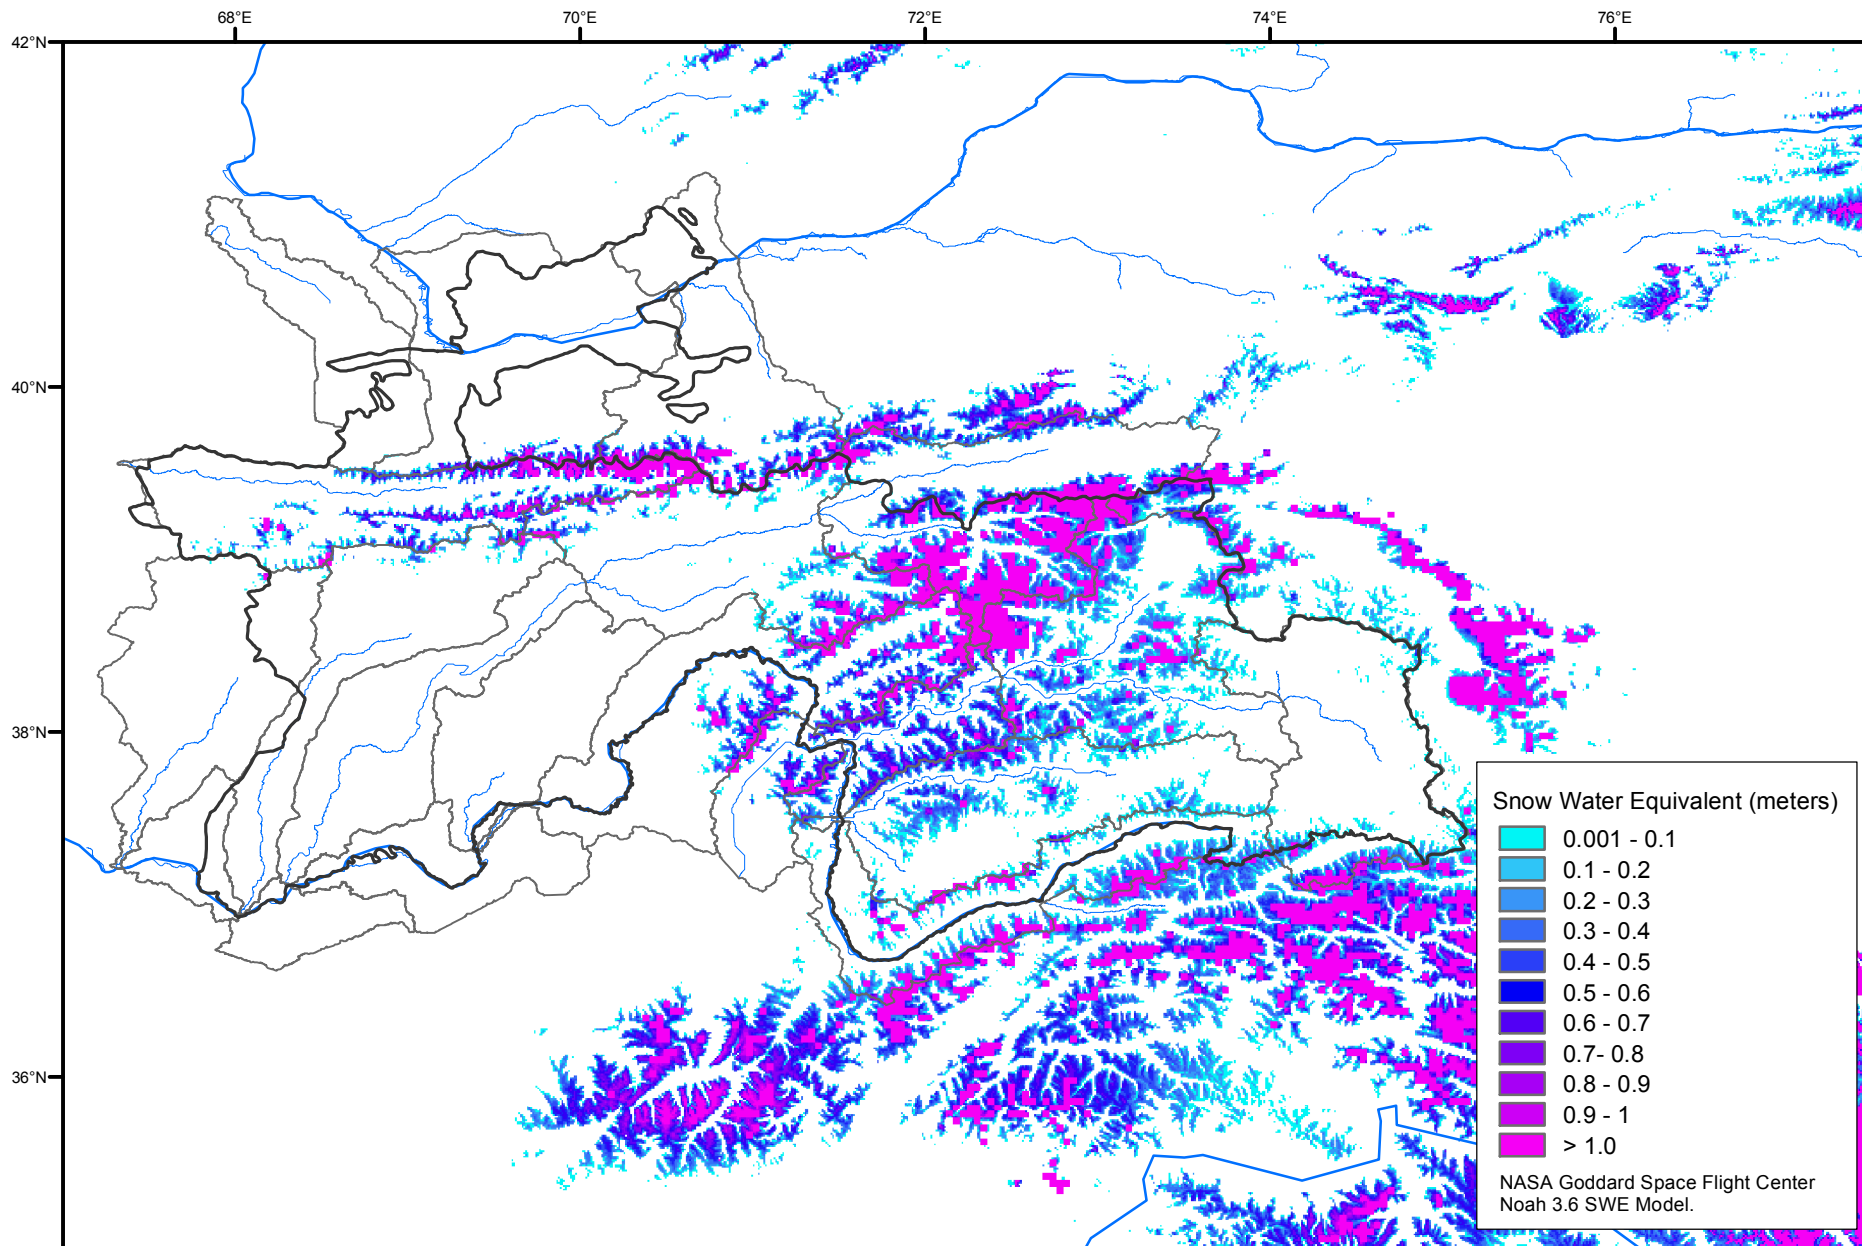 68°E
70°E
72°E
74°E
76°E
42°N
40°N
38°N
36°N
Snow Water Equivalent (meters)
0.001 - 0.1
0.1 - 0.2
0.2 - 0.3
0.3 - 0.4
0.4 - 0.5
0.5 - 0.6
0.6 - 0.7
0.7- 0.8
0.8 - 0.9
0.9 - 1
> 1.0
NASA Goddard Space Flight Center
Noah 3.6 SWE Model.